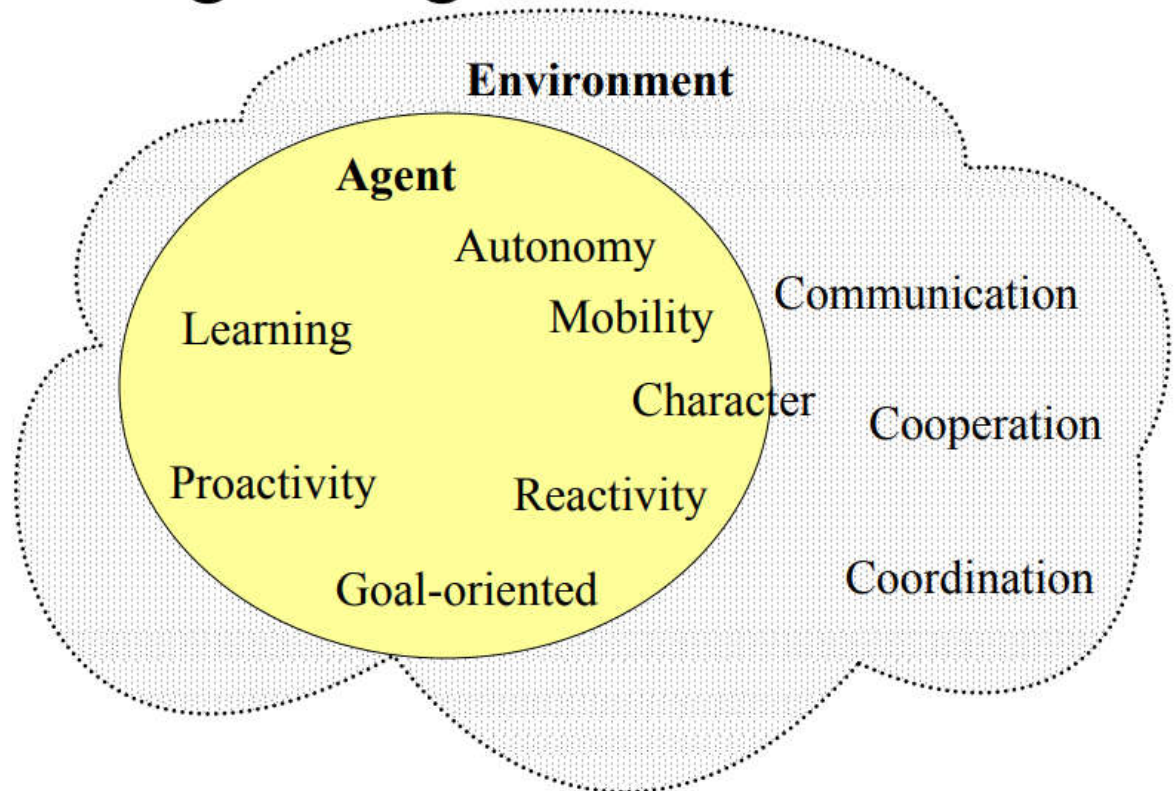 Environment
Agent
Autonomy
Communication
Mobility
Learning
Character
Cooperation
Proactivity
Reactivity
Coordination
Goal-oriented